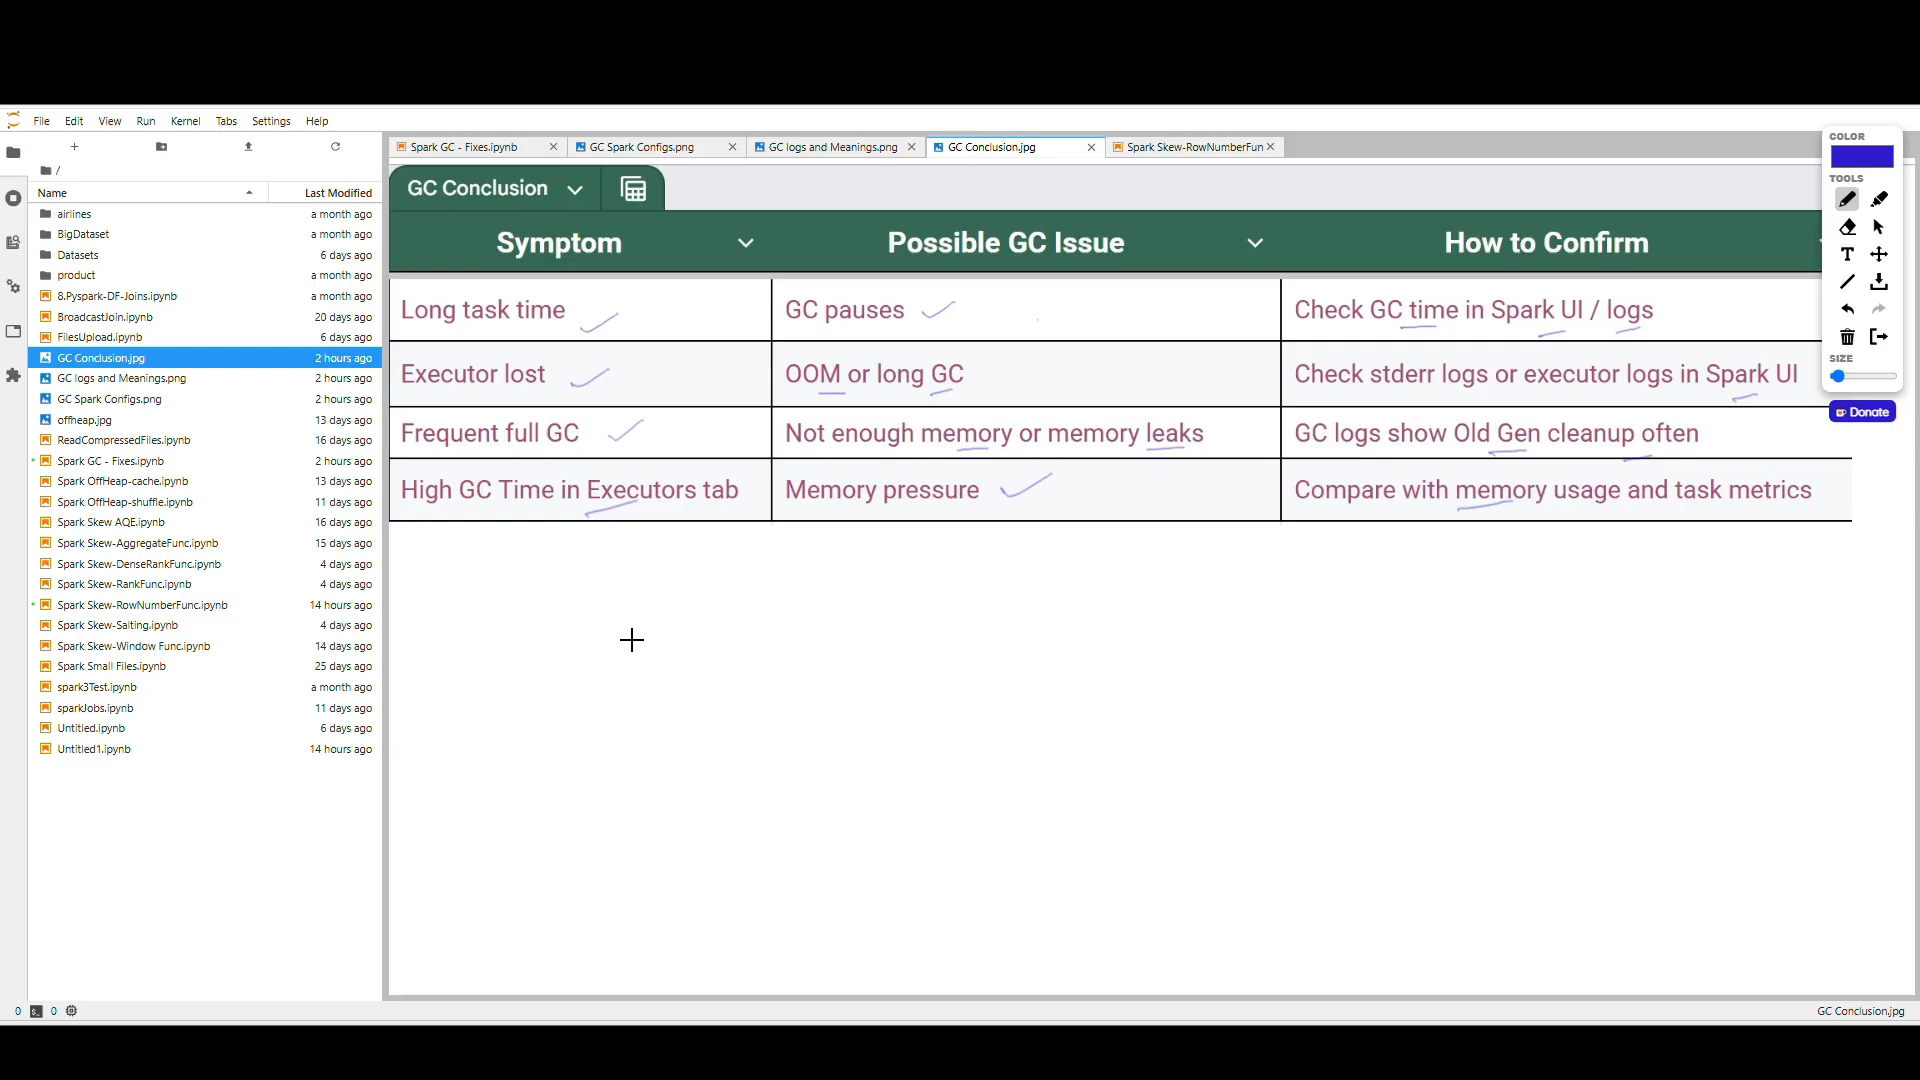 File Edit View Run Kernel Tabs Settings Help
/
Name Last Modified
airlines a month ago
BigDataset a month ago
Datasets 6 days ago
product a month ago
8.Pyspark-DF-Joins.ipynb a month ago
BroadcastJoin.ipynb 20 days ago
FilesUpload.ipynb 6 days ago
GC Conclusion.jpg 2 hours ago
GC logs and Meanings.png 2 hours ago
GC Spark Configs.png 2 hours ago
offheap.jpg 13 days ago
ReadCompressedFiles.ipynb 16 days ago
Spark GC - Fixes.ipynb 2 hours ago
Spark OffHeap-cache.ipynb 13 days ago
Spark OffHeap-shuffle.ipynb 11 days ago
Spark Skew AQE.ipynb 16 days ago
Spark Skew-AggregateFunc.ipynb 15 days ago
Spark Skew-DenseRankFunc.ipynb 4 days ago
Spark Skew-RankFunc.ipynb 4 days ago
Spark Skew-RowNumberFunc.ipynb 14 hours ago
Spark Skew-Salting.ipynb 4 days ago
Spark Skew-Window Func.ipynb 14 days ago
Spark Small Files.ipynb 25 days ago
spark3Test.ipynb a month ago
sparkJobs.ipynb 11 days ago
Untitled.ipynb 6 days ago
Untitled1.ipynb 14 hours ago
Spark GC - Fixes.ipynb GC Spark Configs.png GC logs and Meanings.png GC Conclusion.jpg Spark Skew-RowNumberFun
GC Conclusion
Symptom Possible GC Issue How to Confirm
Long task time GC pauses Check GC time in Spark UI / logs
Executor lost OOM or long GC Check stderr logs or executor logs in Spark UI
Frequent full GC Not enough memory or memory leaks GC logs show Old Gen cleanup often
High GC Time in Executors tab Memory pressure Compare with memory usage and task metrics
COLOR
TOOLS
T
SIZE
Donate
0 0 GC Conclusion.jpg